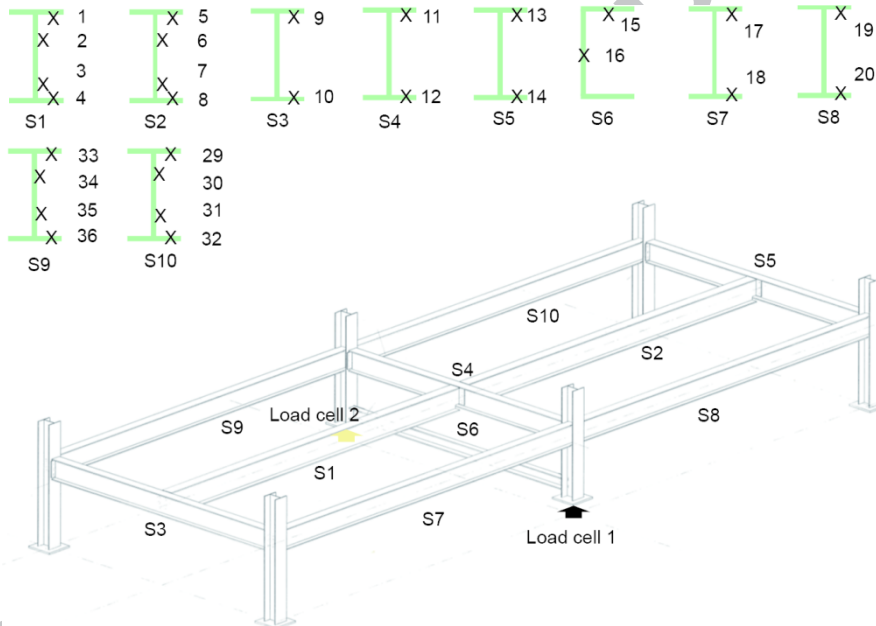 1 5 9 11 13 15 17 19
2 6 16
3 7 18 20
4 8 10 12 14
S1 S2 S3 S4 S5 S6 S7 S8
33 29
34 30
35 31
36 32
S9 S10
S5
S10
S2
S4
S9
Load cell 2
S6
S8
S1
S7
S3
Load cell 1